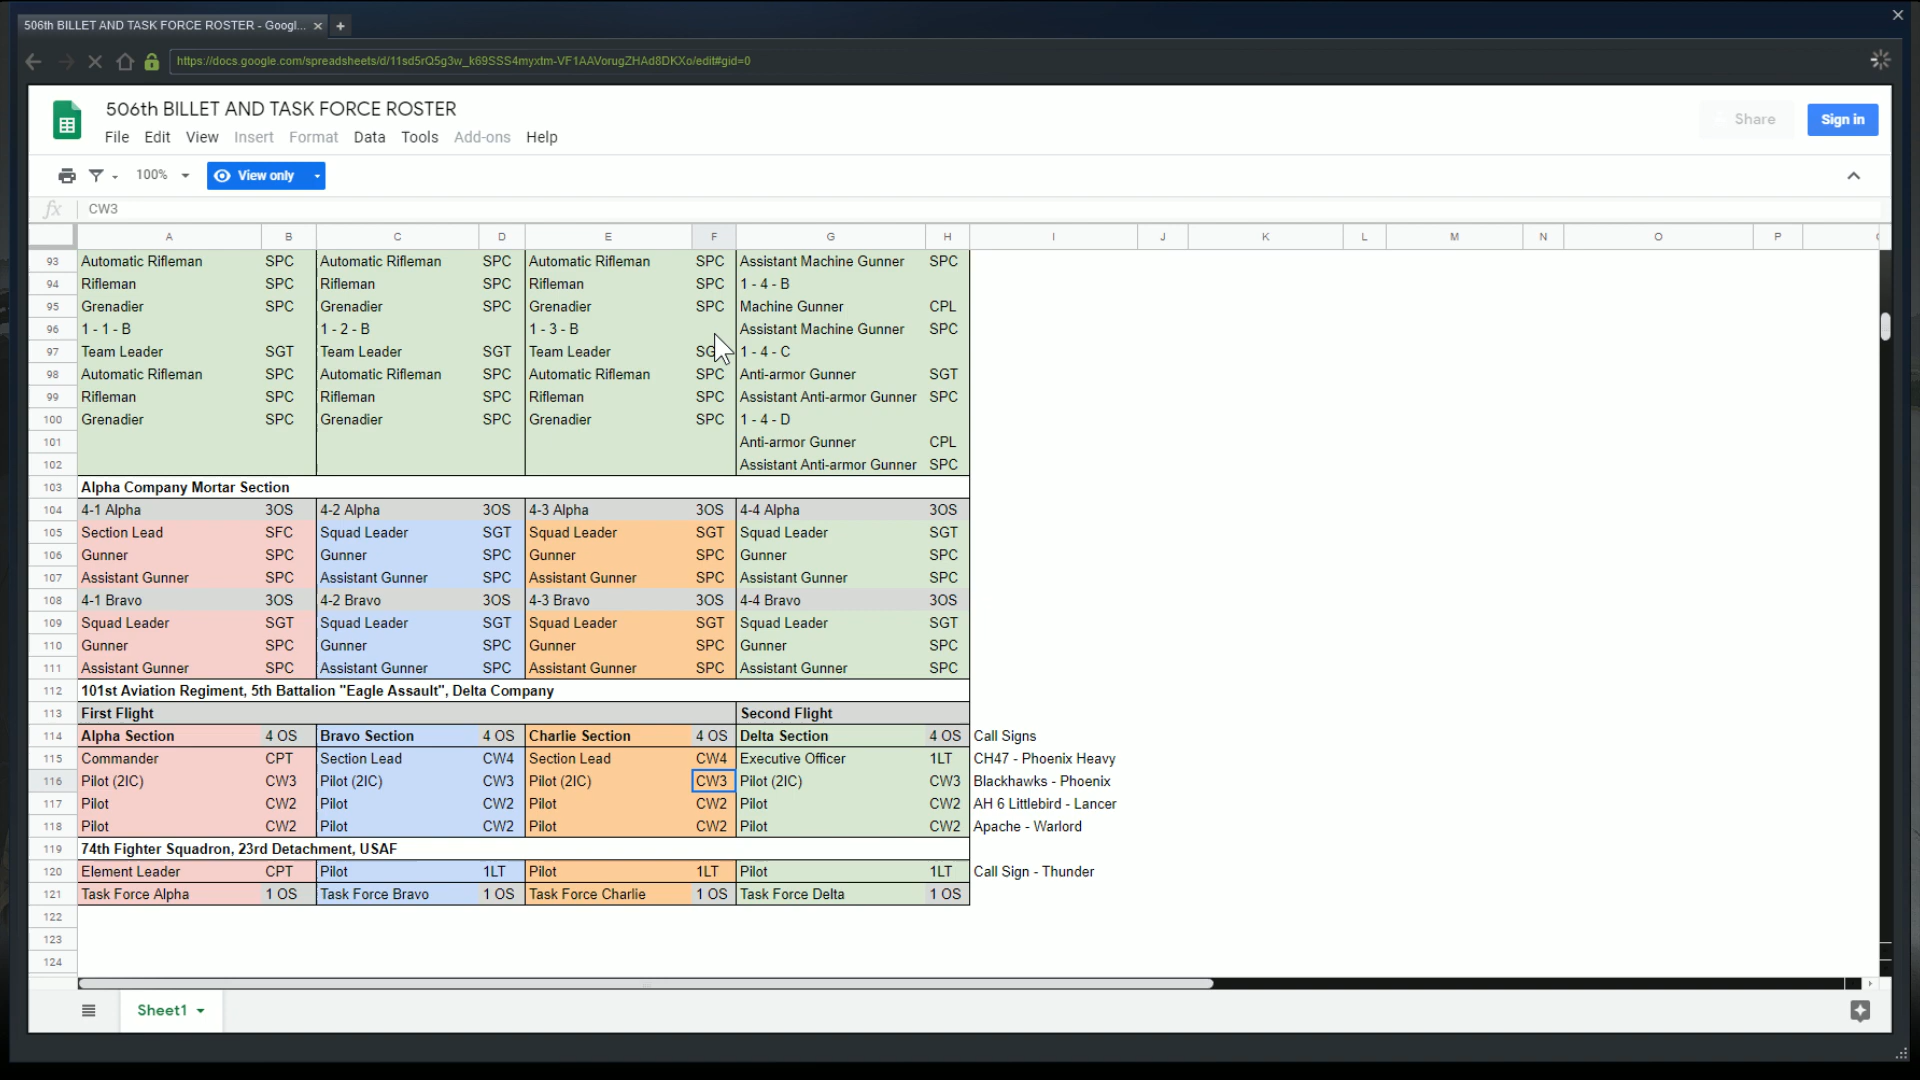 506th BILLET AND TASK FORCE ROSTER - Googl...
https://docs.google.com/spreadsheets/d/11sd5rQ5g3w_k69SSS4myxtm-VF1AAVorugZHAd8DKXo/edit#gid=0
506th BILLET AND TASK FORCE ROSTER
File Edit View Insert Format Data Tools Add-ons Help
Share Sign in
100% View only
fx CW3
A B C D E F G H I J K L M N O P
93 Automatic Rifleman SPC Automatic Rifleman SPC Automatic Rifleman SPC Assistant Machine Gunner SPC
94 Rifleman SPC Rifleman SPC Rifleman SPC 1 - 4 - B
95 Grenadier SPC Grenadier SPC Grenadier SPC Machine Gunner CPL
96 1 - 1 - B 1 - 2 - B 1 - 3 - B Assistant Machine Gunner SPC
97 Team Leader SGT Team Leader SGT Team Leader SGT 1 - 4 - C
98 Automatic Rifleman SPC Automatic Rifleman SPC Automatic Rifleman SPC Anti-armor Gunner SGT
99 Rifleman SPC Rifleman SPC Rifleman SPC Assistant Anti-armor Gunner SPC
100 Grenadier SPC Grenadier SPC Grenadier SPC 1 - 4 - D
101 Anti-armor Gunner CPL
102 Assistant Anti-armor Gunner SPC
103 Alpha Company Mortar Section
104 4-1 Alpha 3OS 4-2 Alpha 3OS 4-3 Alpha 3OS 4-4 Alpha 3OS
105 Section Lead SFC Squad Leader SGT Squad Leader SGT Squad Leader SGT
106 Gunner SPC Gunner SPC Gunner SPC Gunner SPC
107 Assistant Gunner SPC Assistant Gunner SPC Assistant Gunner SPC Assistant Gunner SPC
108 4-1 Bravo 3OS 4-2 Bravo 3OS 4-3 Bravo 3OS 4-4 Bravo 3OS
109 Squad Leader SGT Squad Leader SGT Squad Leader SGT Squad Leader SGT
110 Gunner SPC Gunner SPC Gunner SPC Gunner SPC
111 Assistant Gunner SPC Assistant Gunner SPC Assistant Gunner SPC Assistant Gunner SPC
112 101st Aviation Regiment, 5th Battalion "Eagle Assault", Delta Company
113 First Flight Second Flight
114 Alpha Section 4 OS Bravo Section 4 OS Charlie Section 4 OS Delta Section 4 OS Call Signs
115 Commander CPT Section Lead CW4 Section Lead CW4 Executive Officer 1LT CH47 - Phoenix Heavy
116 Pilot (2IC) CW3 Pilot (2IC) CW3 Pilot (2IC) CW3 Pilot (2IC) CW3 Blackhawks - Phoenix
117 Pilot CW2 Pilot CW2 Pilot CW2 Pilot CW2 AH 6 Littlebird - Lancer
118 Pilot CW2 Pilot CW2 Pilot CW2 Pilot CW2 Apache - Warlord
119 74th Fighter Squadron, 23rd Detachment, USAF
120 Element Leader CPT Pilot 1LT Pilot 1LT Pilot 1LT Call Sign - Thunder
121 Task Force Alpha 1 OS Task Force Bravo 1 OS Task Force Charlie 1 OS Task Force Delta 1 OS
122
123
124
Sheet1